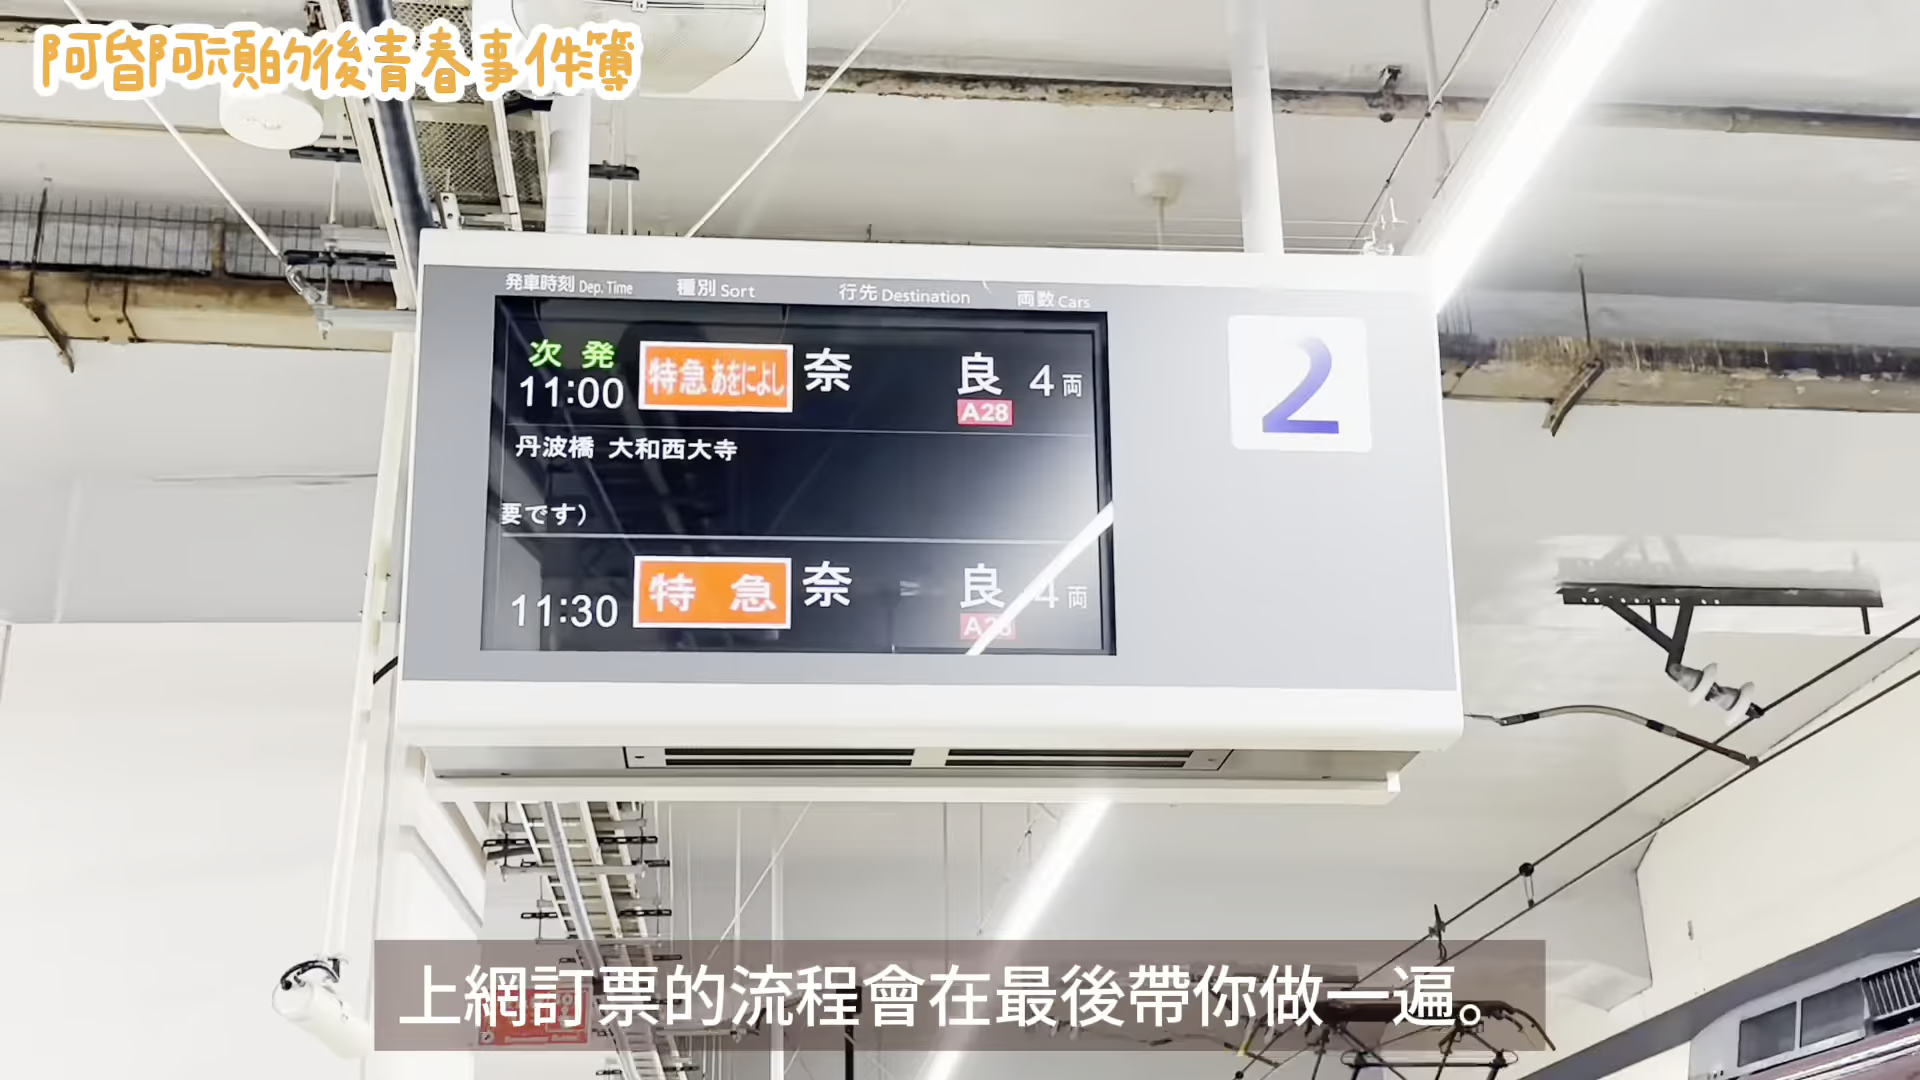 阿昏阿頑的後青春事件簿
発車時刻 Dep. Time 種別 Sort 行先 Destination 両数 Cars
次発
11:00 特急 あをによし 奈良 4両
A28
2
丹波橋 大和西大寺
要です）
11:30 特急 奈良 4両
A28
上網訂票的流程會在最後帶你做一遍。